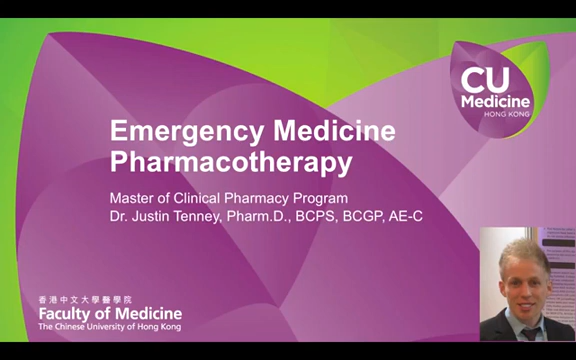 CU
Medicine
HONG KONG
Emergency Medicine
Pharmacotherapy
Master of Clinical Pharmacy Program
Dr. Justin Tenney, Pharm.D., BCPS, BCGP, AE-C
香港中文大學醫學院
Faculty of Medicine
The Chinese University of Hong Kong